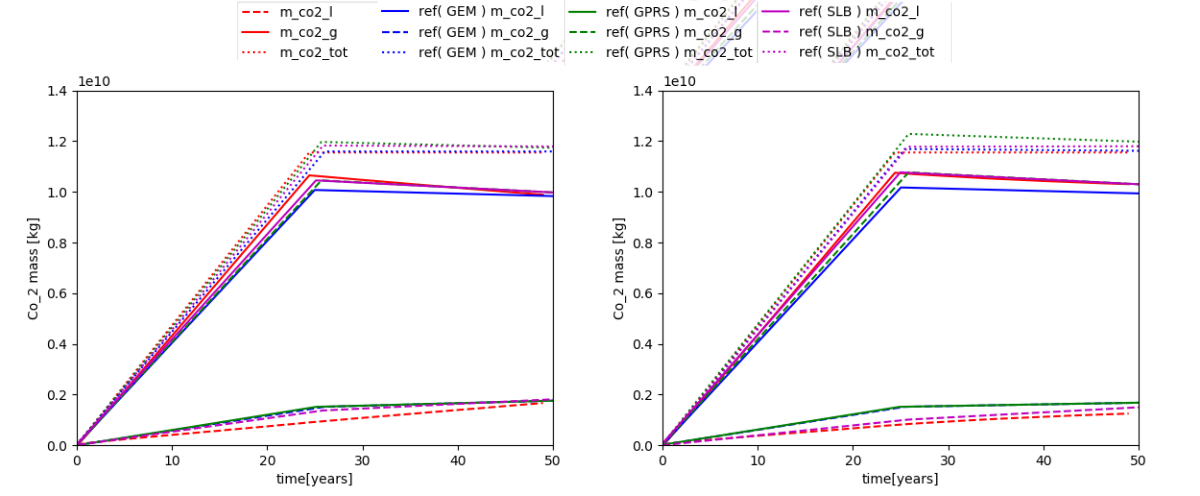 m_co2_l ref( GEM ) m_co2_l ref( GPRS ) m_co2_l ref( SLB ) m_co2_l
m_co2_g ref( GEM ) m_co2_g ref( GPRS ) m_co2_g ref( SLB ) m_co2_g
m_co2_tot ref( GEM ) m_co2_tot ref( GPRS ) m_co2_tot ref( SLB ) m_co2_tot
1e10
1.4
1.2
1.0
0.8
0.6
0.4
0.2
0.0
Co_2 mass [kg]
0 10 20 30 40 50
time[years]
1e10
1.4
1.2
1.0
0.8
0.6
0.4
0.2
0.0
Co_2 mass [kg]
0 10 20 30 40 50
time[years]